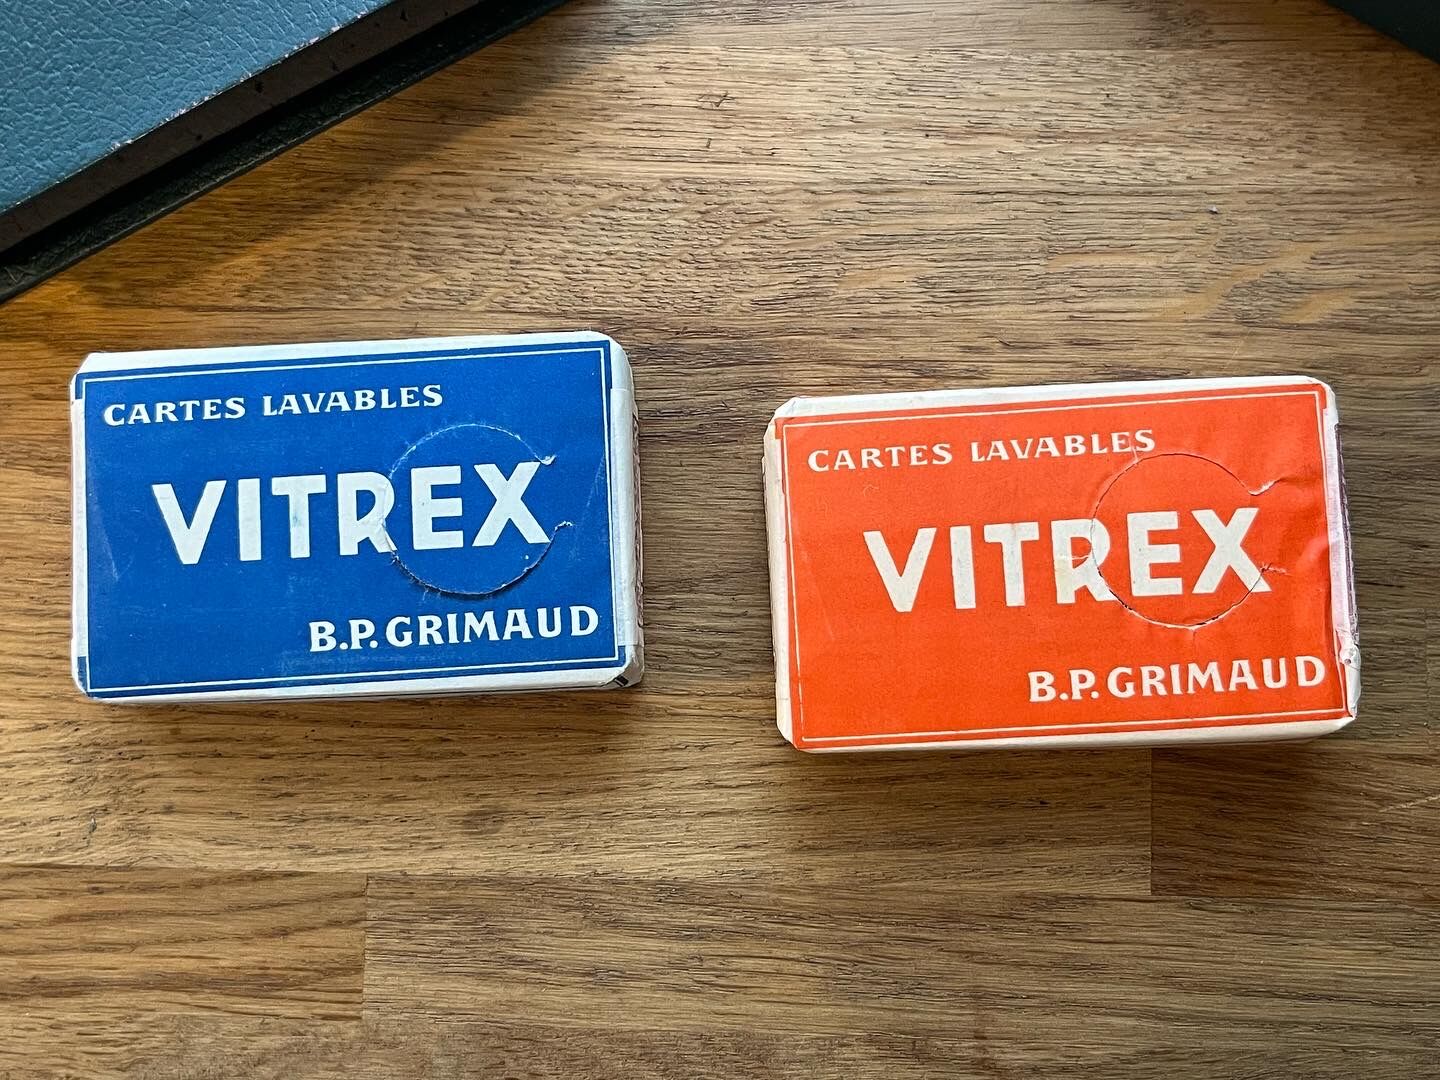 CARTES LAVABLES
VITREX
B.P. GRIMAUD
CARTES LAVABLES
VITREX
B.P. GRIMAUD